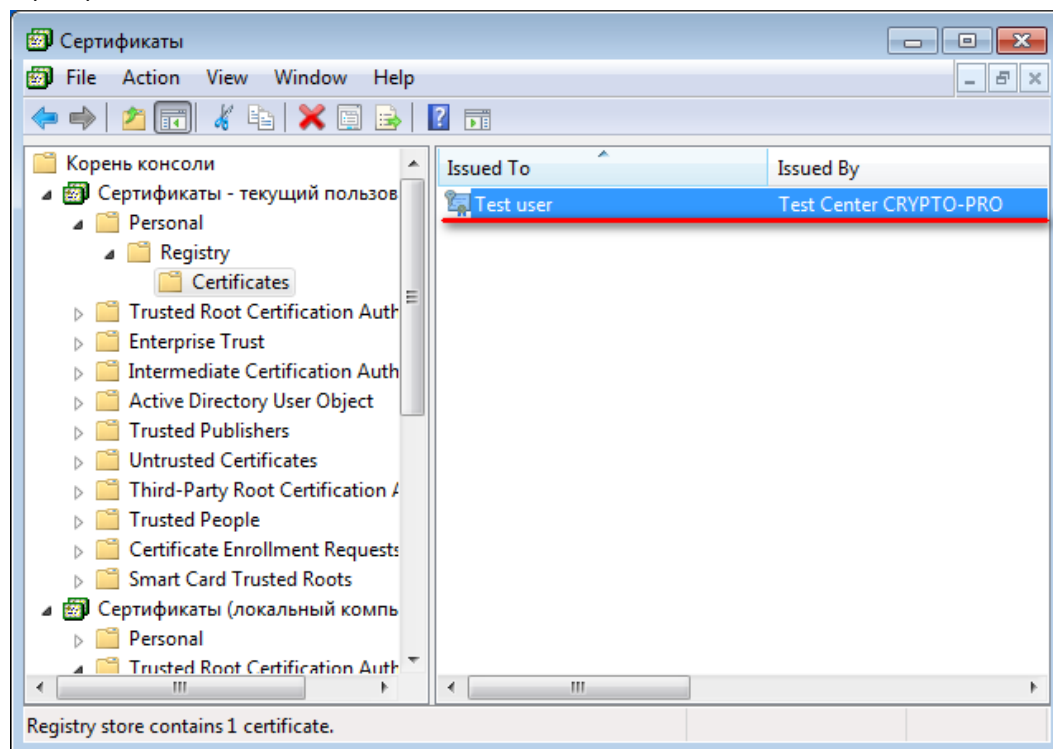 Сертификаты
File Action View Window Help
Корень консоли
Сертификаты - текущий пользов
Personal
Registry
Certificates
Trusted Root Certification Auth
Enterprise Trust
Intermediate Certification Auth
Active Directory User Object
Trusted Publishers
Untrusted Certificates
Third-Party Root Certification A
Trusted People
Certificate Enrollment Requests
Smart Card Trusted Roots
Сертификаты (локальный компь
Personal
Trusted Root Certification Auth
Issued To Issued By
Test user Test Center CRYPTO-PRO
Registry store contains 1 certificate.